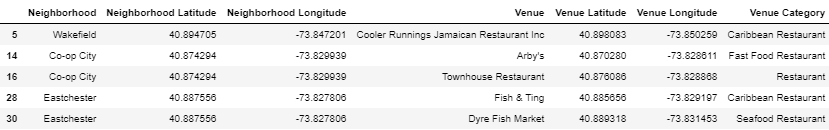 Neighborhood Neighborhood Latitude Neighborhood Longitude Venue Venue Latitude Venue Longitude Venue Category
5 Wakefield 40.894705 -73.847201 Cooler Runnings Jamaican Restaurant Inc 40.898083 -73.850259 Caribbean Restaurant
14 Co-op City 40.874294 -73.829939 Arby's 40.870280 -73.828611 Fast Food Restaurant
16 Co-op City 40.874294 -73.829939 Townhouse Restaurant 40.876086 -73.828868 Restaurant
28 Eastchester 40.887556 -73.827806 Fish & Ting 40.885656 -73.829197 Caribbean Restaurant
30 Eastchester 40.887556 -73.827806 Dyre Fish Market 40.889318 -73.831453 Seafood Restaurant